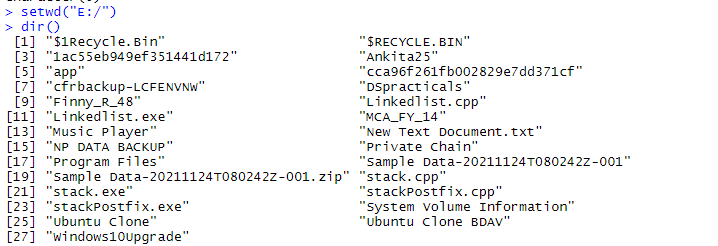 > setwd("E:/")
> dir()
[1] "$1Recycle.Bin" "$RECYCLE.BIN"
[3] "1ac55eb949ef351441d172" "Ankita25"
[5] "app" "cca96f261fb002829e7dd371cf"
[7] "cfrbackup-LCFENVNW" "DSpracticals"
[9] "Finny_R_48" "Linkedlist.cpp"
[11] "Linkedlist.exe" "MCA_FY_14"
[13] "Music Player" "New Text Document.txt"
[15] "NP DATA BACKUP" "Private Chain"
[17] "Program Files" "Sample Data-20211124T080242Z-001"
[19] "Sample Data-20211124T080242Z-001.zip" "stack.cpp"
[21] "stack.exe" "stackPostfix.cpp"
[23] "stackPostfix.exe" "System Volume Information"
[25] "Ubuntu Clone" "Ubuntu Clone BDAV"
[27] "Windows10Upgrade"